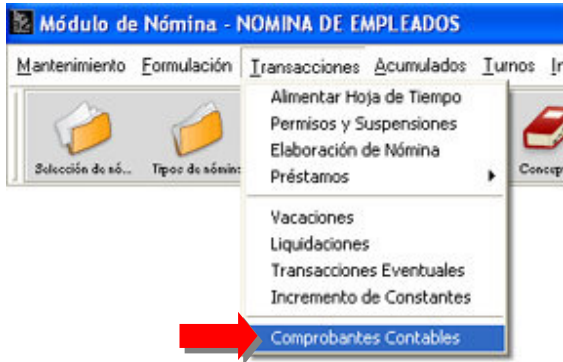 Módulo de Nómina - NOMINA DE EMPLEADOS
Mantenimiento Formulación Transacciones Acumulados Turnos
Alimentar Hoja de Tiempo
Permisos y Suspensiones
Elaboración de Nómina
Préstamos
Selección de nó... Tipos de
Vacaciones
Liquidaciones
Transacciones Eventuales
Incremento de Constantes
Comprobantes Contables